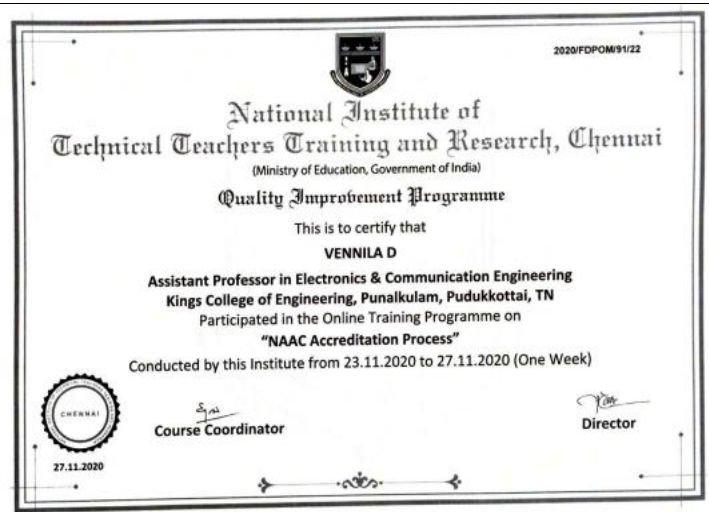 2020/FDPOM/91/22
National Institute of
Technical Teachers Training and Research, Chennai
(Ministry of Education, Government of India)
Quality Improvement Programme
This is to certify that
VENNILA D
Assistant Professor in Electronics & Communication Engineering
Kings College of Engineering, Punalkulam, Pudukkottai, TN
Participated in the Online Training Programme on
“NAAC Accreditation Process”
Conducted by this Institute from 23.11.2020 to 27.11.2020 (One Week)
CHENNAI
Course Coordinator
Director
27.11.2020